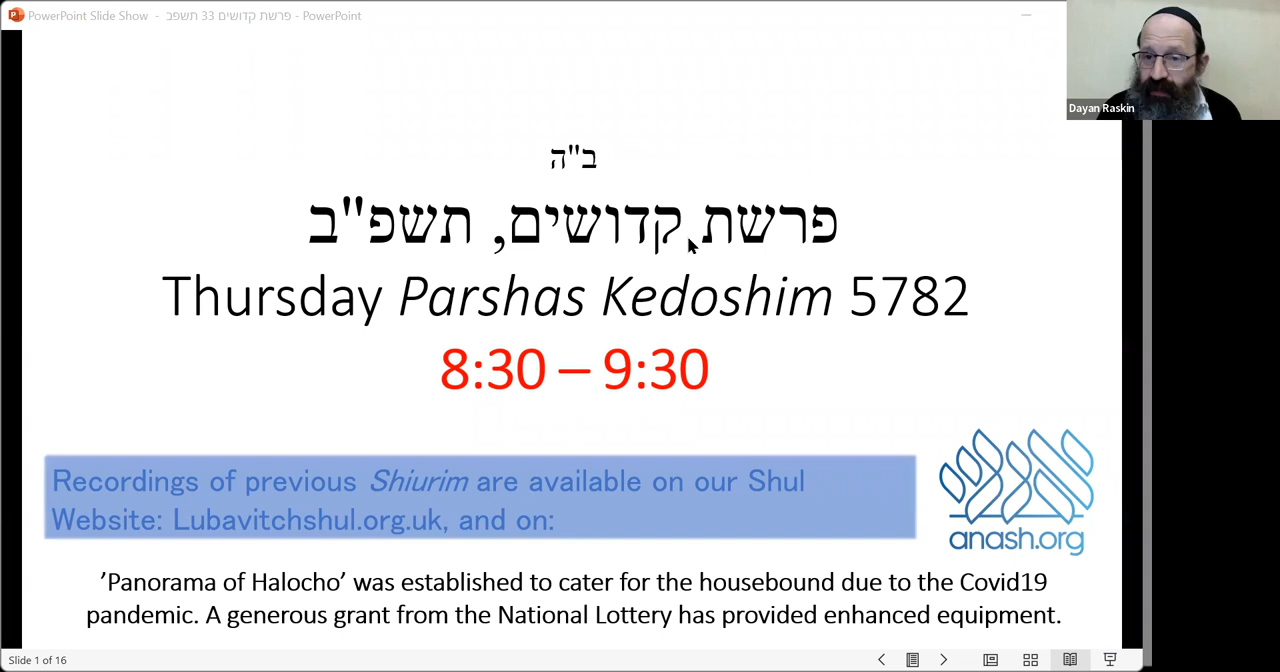 PowerPoint Slide Show - פרשת קדושים 33 תשפב - PowerPoint
Dayan Raskin
ב"ה
פרשת קדושים, תשפ"ב
Thursday Parshas Kedoshim 5782
8:30 – 9:30
Recordings of previous Shiurim are available on our Shul
Website: Lubavitchshul.org.uk, and on:
אנש
anash.org
’Panorama of Halocho’ was established to cater for the housebound due to the Covid19
pandemic. A generous grant from the National Lottery has provided enhanced equipment.
Slide 1 of 16